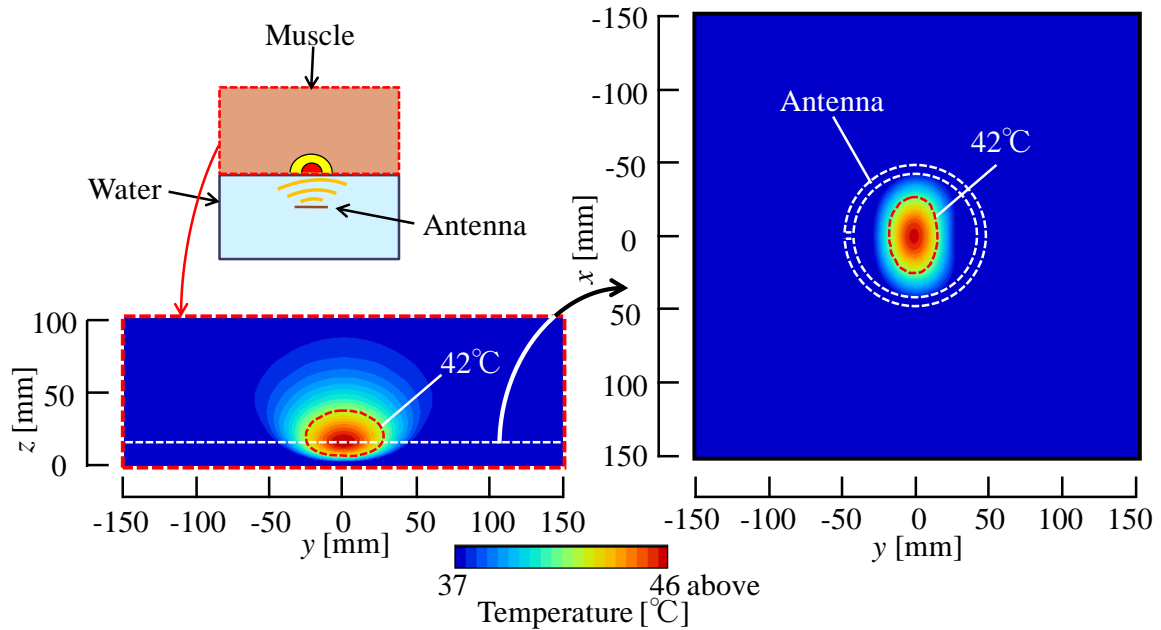 Muscle
Water
Antenna
100
50
0
z [mm]
42℃
-150 -100 -50 0 50 100 150
y [mm]
-150
-100
-50
0
50
100
150
x [mm]
Antenna
42℃
-150 -100 -50 0 50 100 150
y [mm]
37 46 above
Temperature [℃]